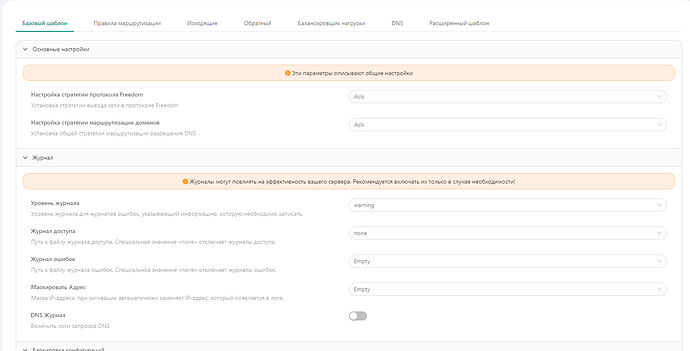 Базовый шаблон Правила маршрутизации Исходящие Обратный Балансировщик нагрузки DNS Расширенный шаблон
Основные настройки
Эти параметры описывают общие настройки
Настройка стратегии протокола Freedom
AsIs
Установка стратегии вывода сети в протоколе Freedom
Настройка стратегии маршрутизации доменов
AsIs
Установка общей стратегии маршрутизации разрешения DNS
Журнал
Журналы могут повлиять на эффективность вашего сервера. Рекомендуется включать их только в случае необходимости!
Уровень журнала
warning
Уровень журнала для журналов ошибок, указывающий информацию, которую необходимо записать.
Журнал доступа
none
Путь к файлу журнала доступа. Специальное значение «none» отключает журналы доступа.
Журнал ошибок
Empty
Путь к файлу журнала ошибок. Специальное значение «none» отключает журналы ошибок.
Маскировать Адрес
Empty
Маска IP-адреса, при активации автоматически заменяет IP-адрес, который появляется в логе.
DNS Журнал
Включить логи запросов DNS
Блокировка конфигураций